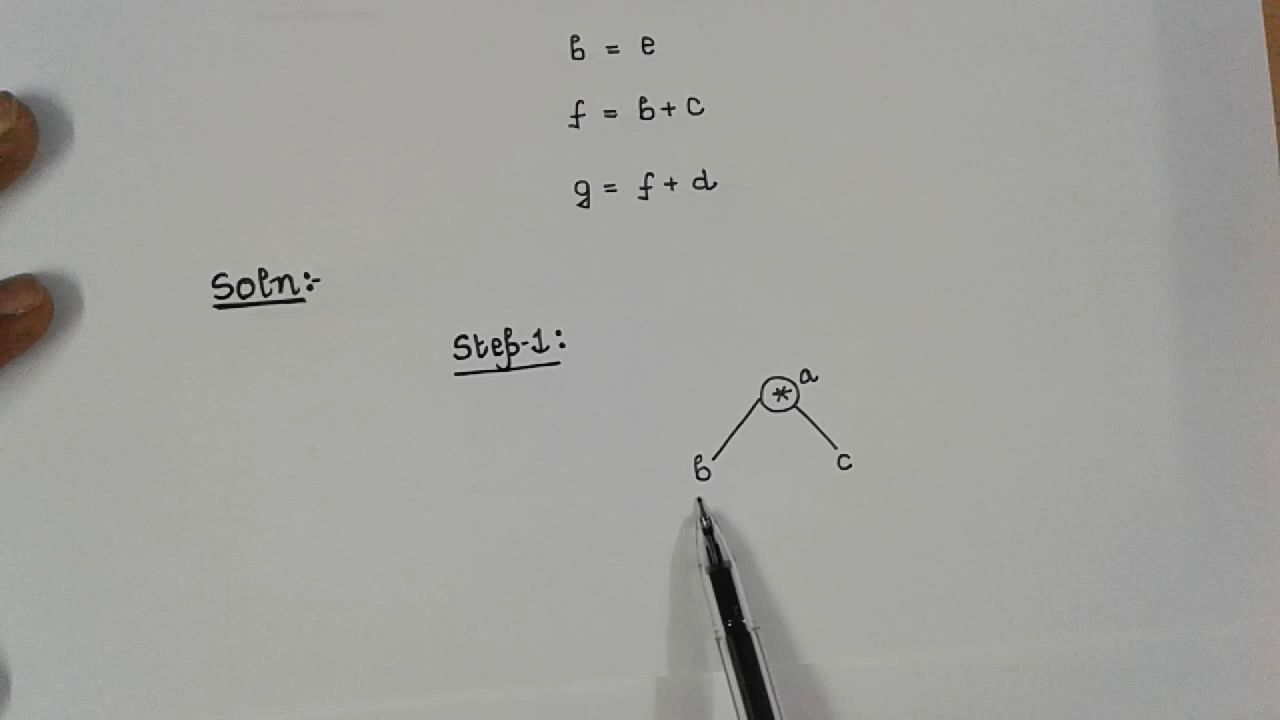 b = e
f = b + c
g = f + d
Soln:-
Step-1:
* a
b c